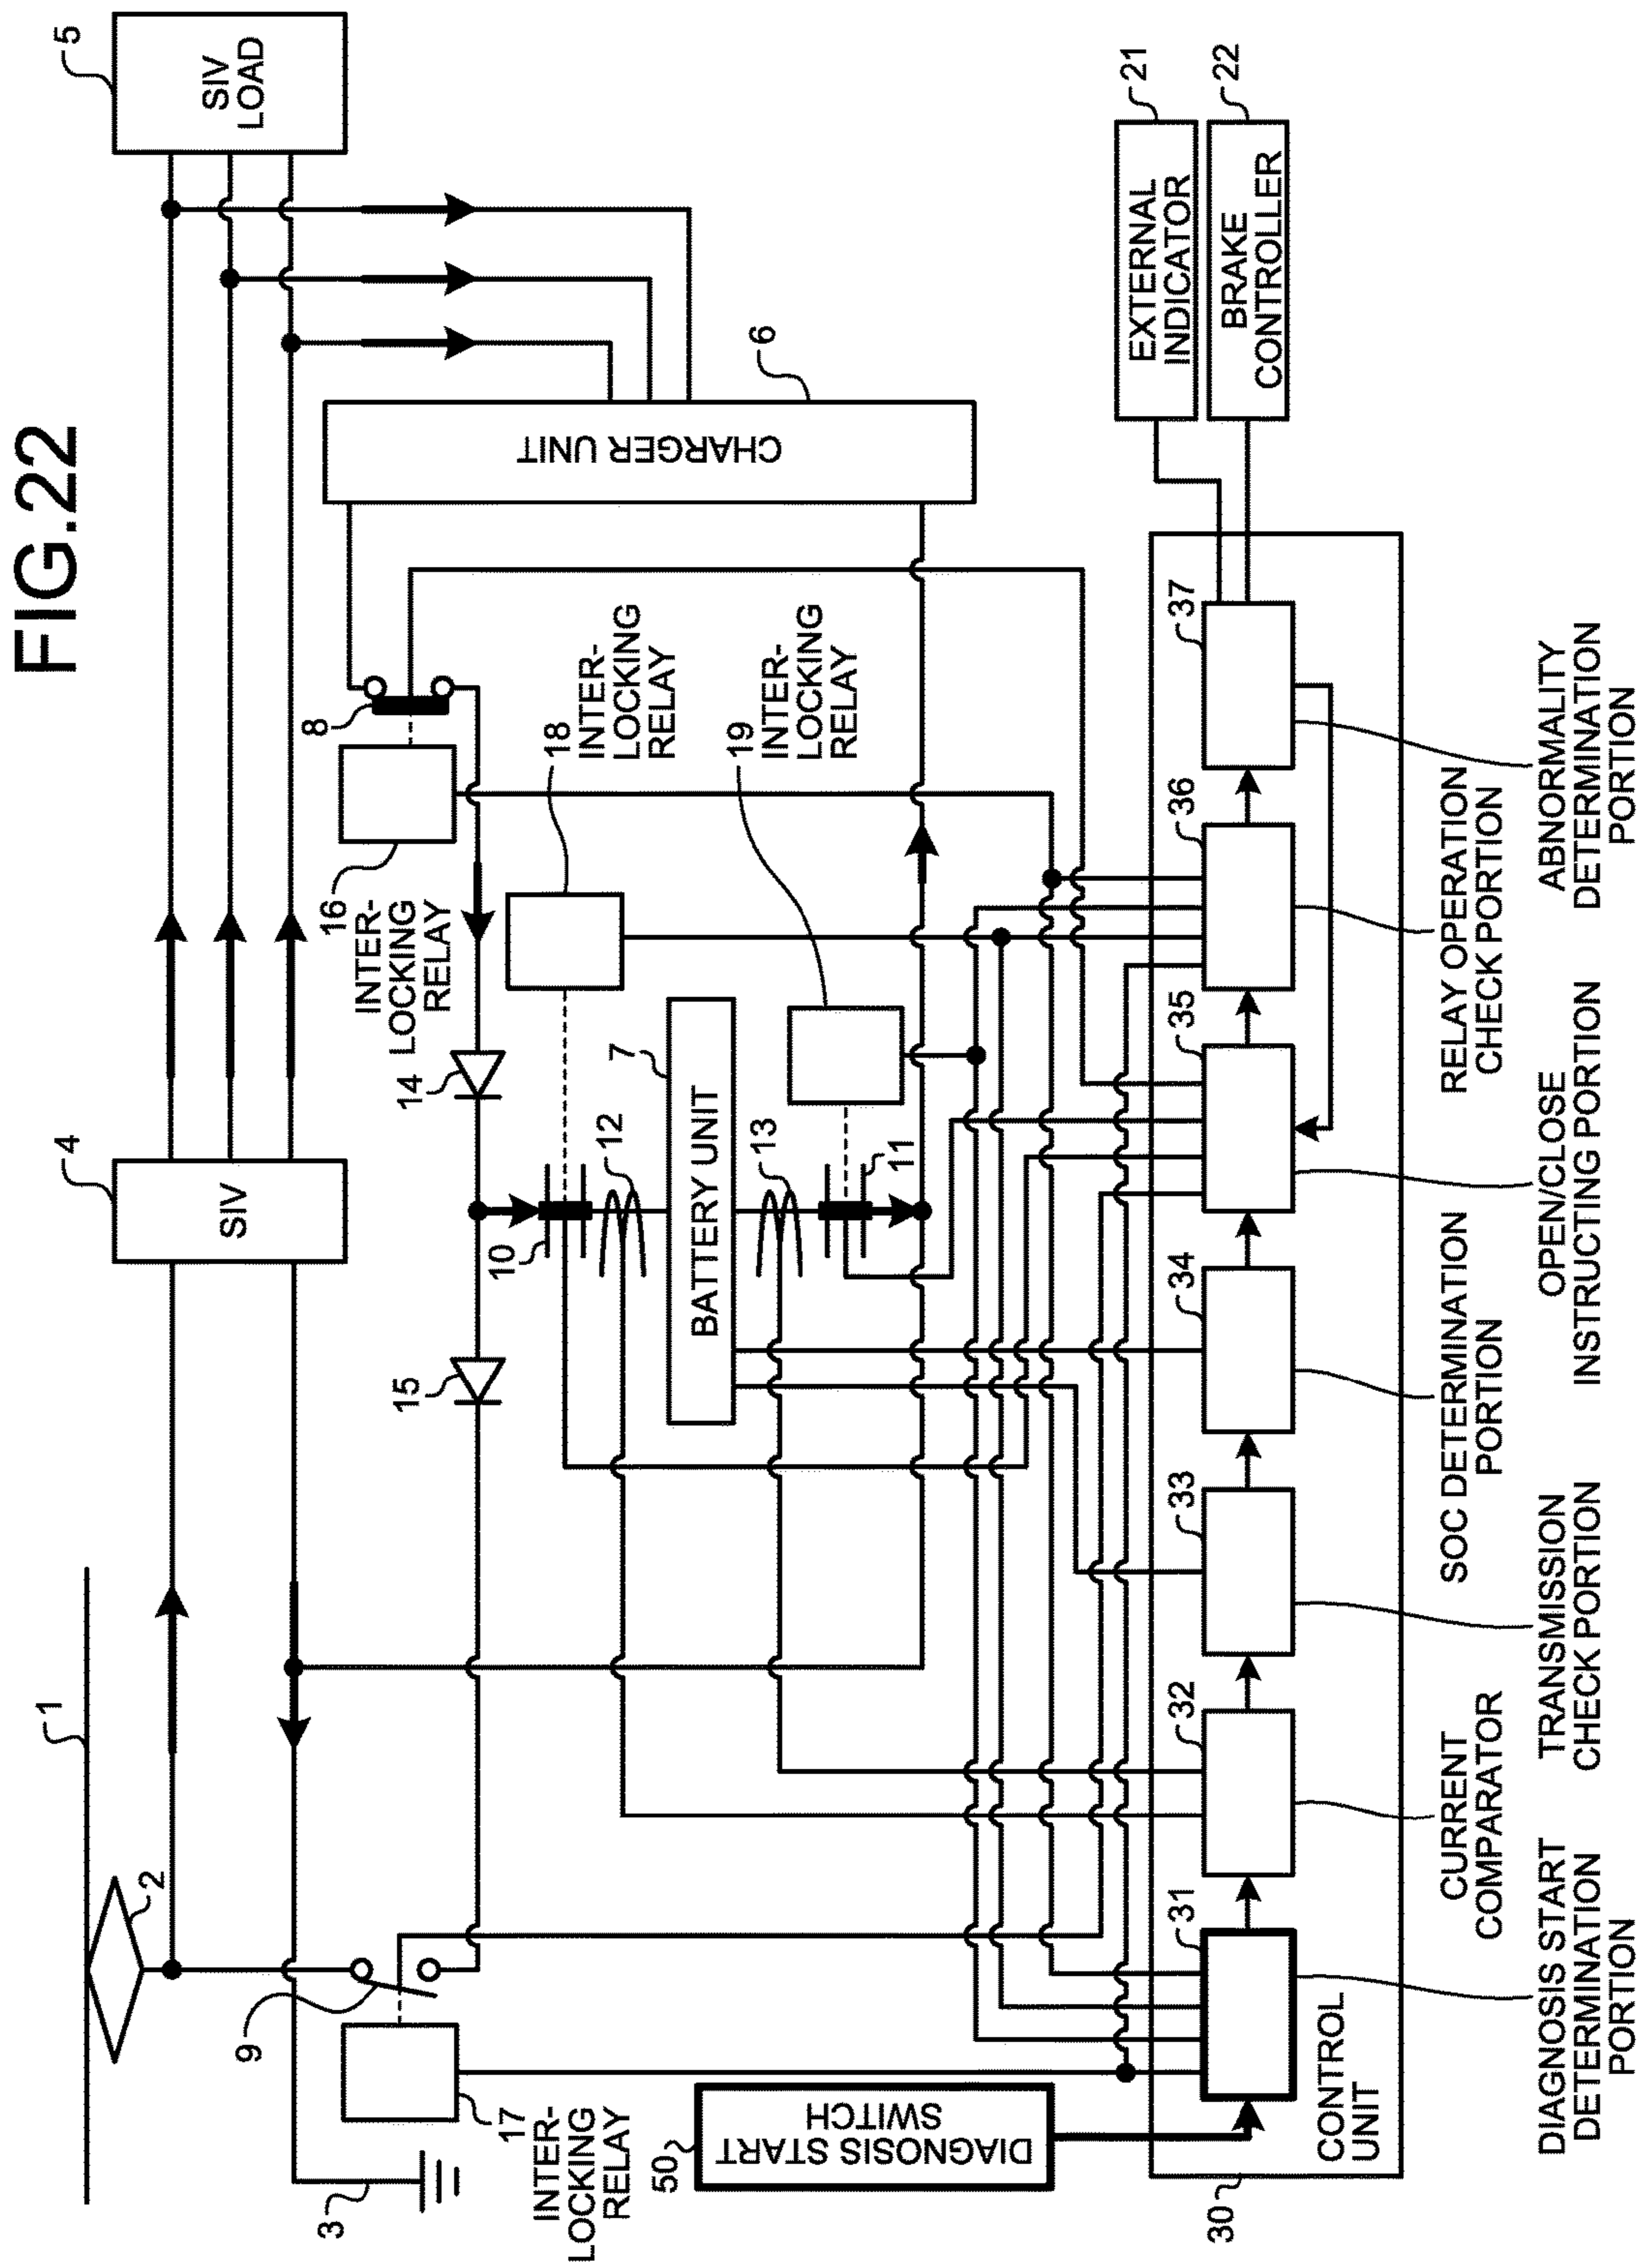 FIG.22
1
2
3
4
SIV
5
SIV
LOAD
6
CHARGER UNIT
8
9
16
INTER-
LOCKING
RELAY
18
INTER-
LOCKING
RELAY
19
INTER-
LOCKING
RELAY
14
15
10
12
7
BATTERY UNIT
13
11
17
INTER-
LOCKING
RELAY
50
DIAGNOSIS START
SWITCH
21
EXTERNAL
INDICATOR
22
BRAKE
CONTROLLER
30
CONTROL
UNIT
31
32
33
34
35
36
37
DIAGNOSIS START
DETERMINATION
PORTION
CURRENT
COMPARATOR
TRANSMISSION
CHECK PORTION
SOC DETERMINATION
PORTION
OPEN/CLOSE
INSTRUCTING PORTION
RELAY OPERATION
CHECK PORTION
ABNORMALITY
DETERMINATION
PORTION